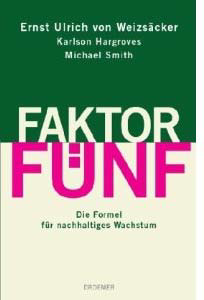 Ernst Ulrich von Weizsäcker
Karlson Hargroves
Michael Smith
FAKTOR
FÜNF
Die Formel
für nachhaltiges Wachstum
DROEMER